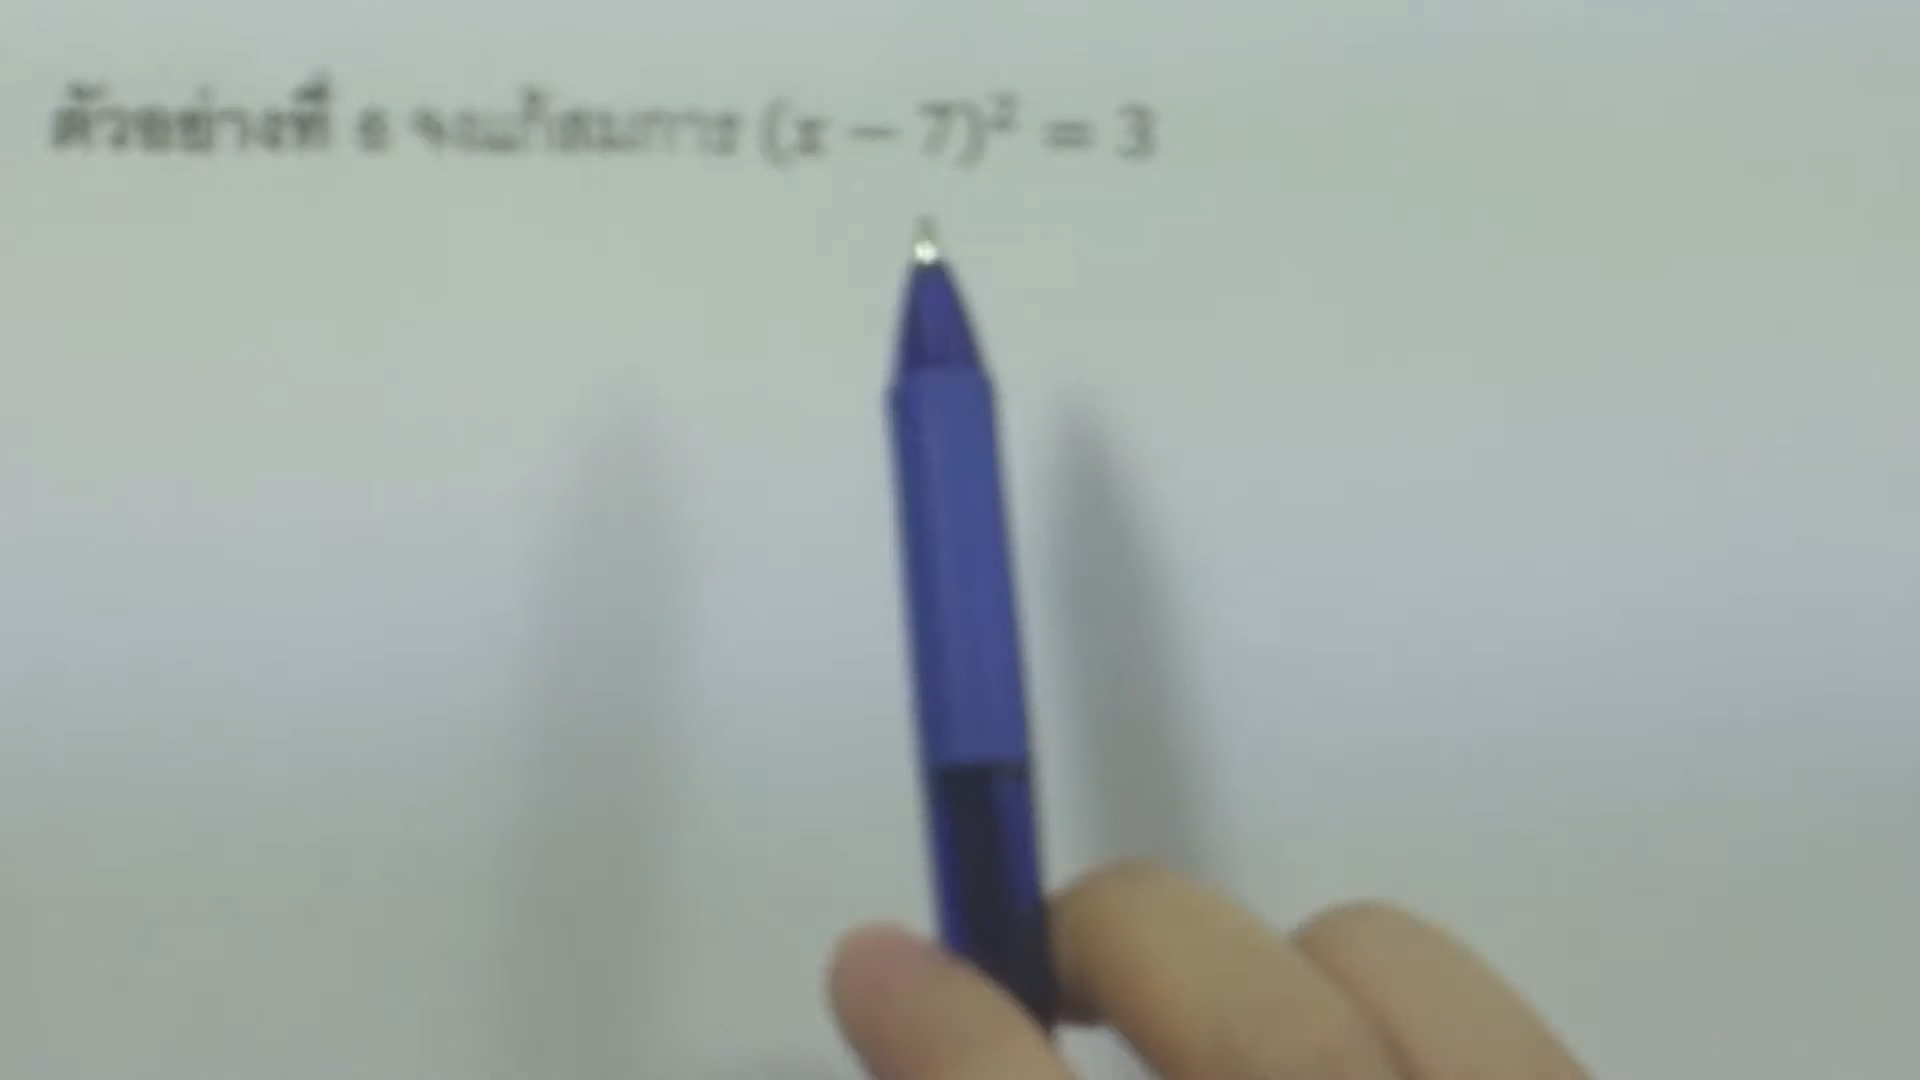 ตัวอย่างที่ 6 จงแก้สมการ (x − 7)² = 3